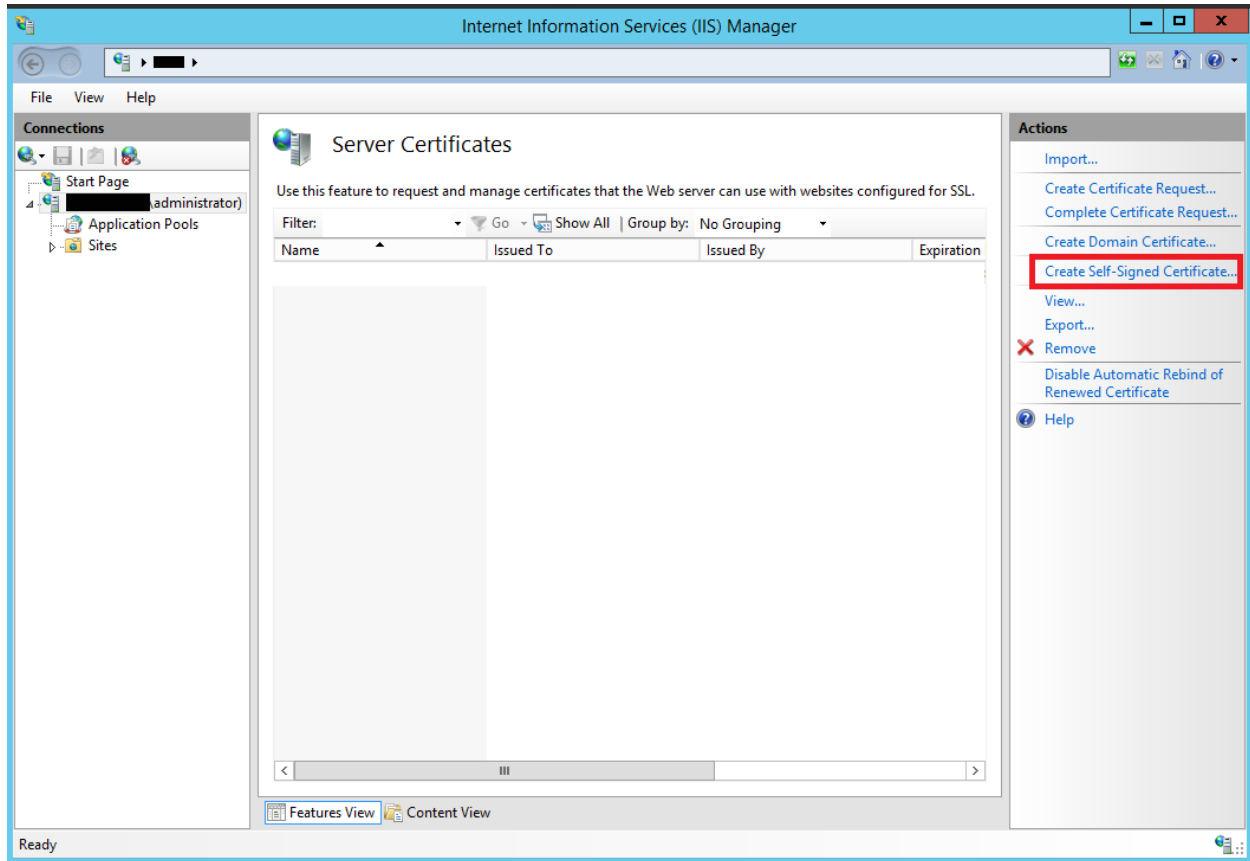 Internet Information Services (IIS) Manager
File View Help
Connections
Start Page
\administrator)
Application Pools
Sites
Server Certificates
Use this feature to request and manage certificates that the Web server can use with websites configured for SSL.
Filter: Go Show All Group by: No Grouping
Name Issued To Issued By Expiration
Features View Content View
Actions
Import...
Create Certificate Request...
Complete Certificate Request...
Create Domain Certificate...
Create Self-Signed Certificate...
View...
Export...
Remove
Disable Automatic Rebind of
Renewed Certificate
Help
Ready